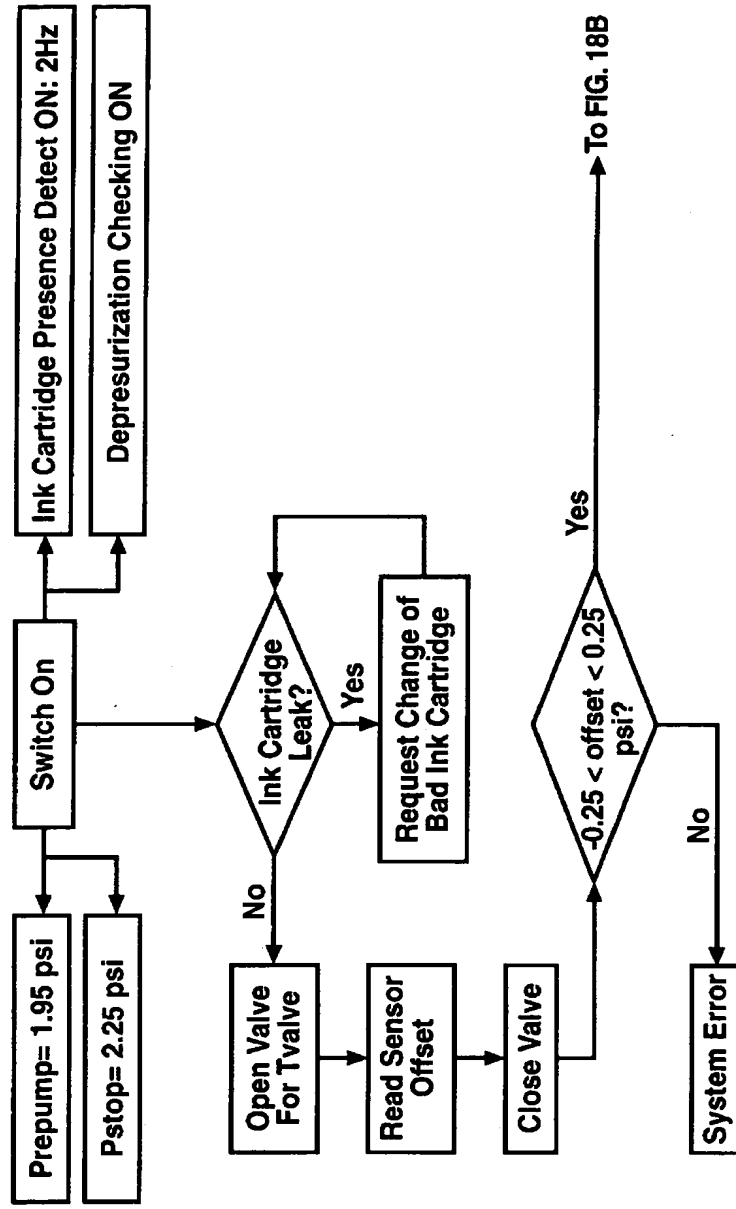 Switch On
Prepump= 1.95 psi
Pstop= 2.25 psi
Ink Cartridge Presence Detect ON: 2Hz
Depresurization Checking ON
Ink Cartridge
Leak?
Yes
Request Change of
Bad Ink Cartridge
No
Open Valve
For Tvalve
Read Sensor
Offset
Close Valve
-0.25 < offset < 0.25
psi?
Yes
To FIG. 18B
No
System Error